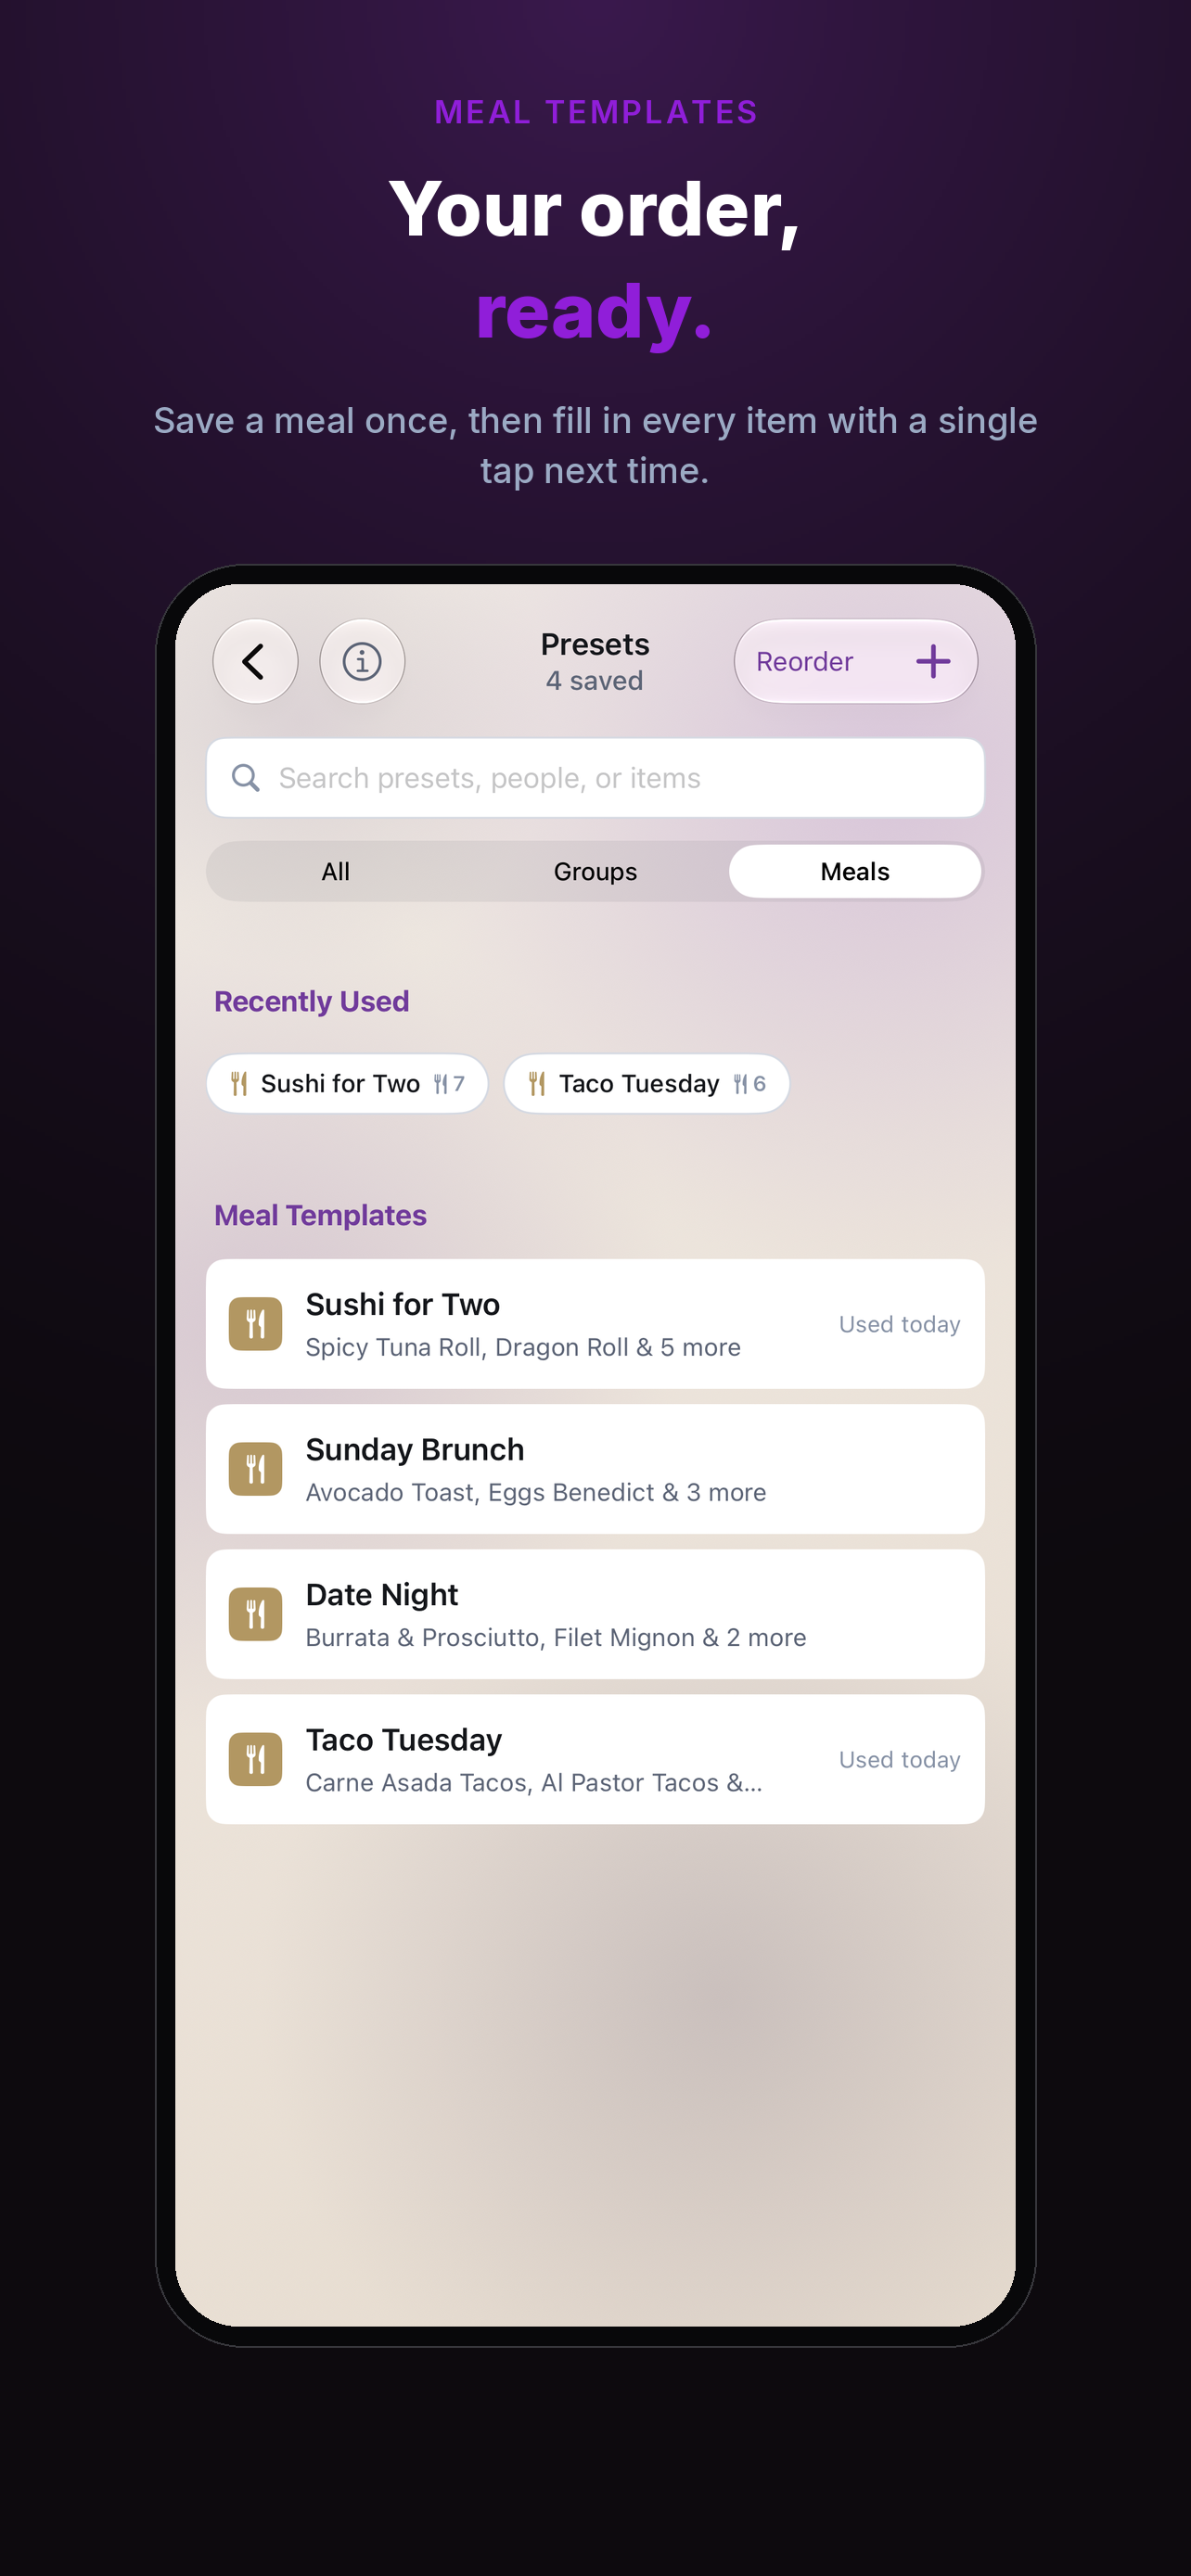 MEAL TEMPLATES
Your order,
ready.
Save a meal once, then fill in every item with a single
tap next time.
Presets
4 saved
Reorder
Search presets, people, or items
All
Groups
Meals
Recently Used
Sushi for Two 7
Taco Tuesday 6
Meal Templates
Sushi for Two
Spicy Tuna Roll, Dragon Roll & 5 more
Used today
Sunday Brunch
Avocado Toast, Eggs Benedict & 3 more
Date Night
Burrata & Prosciutto, Filet Mignon & 2 more
Taco Tuesday
Carne Asada Tacos, Al Pastor Tacos &...
Used today